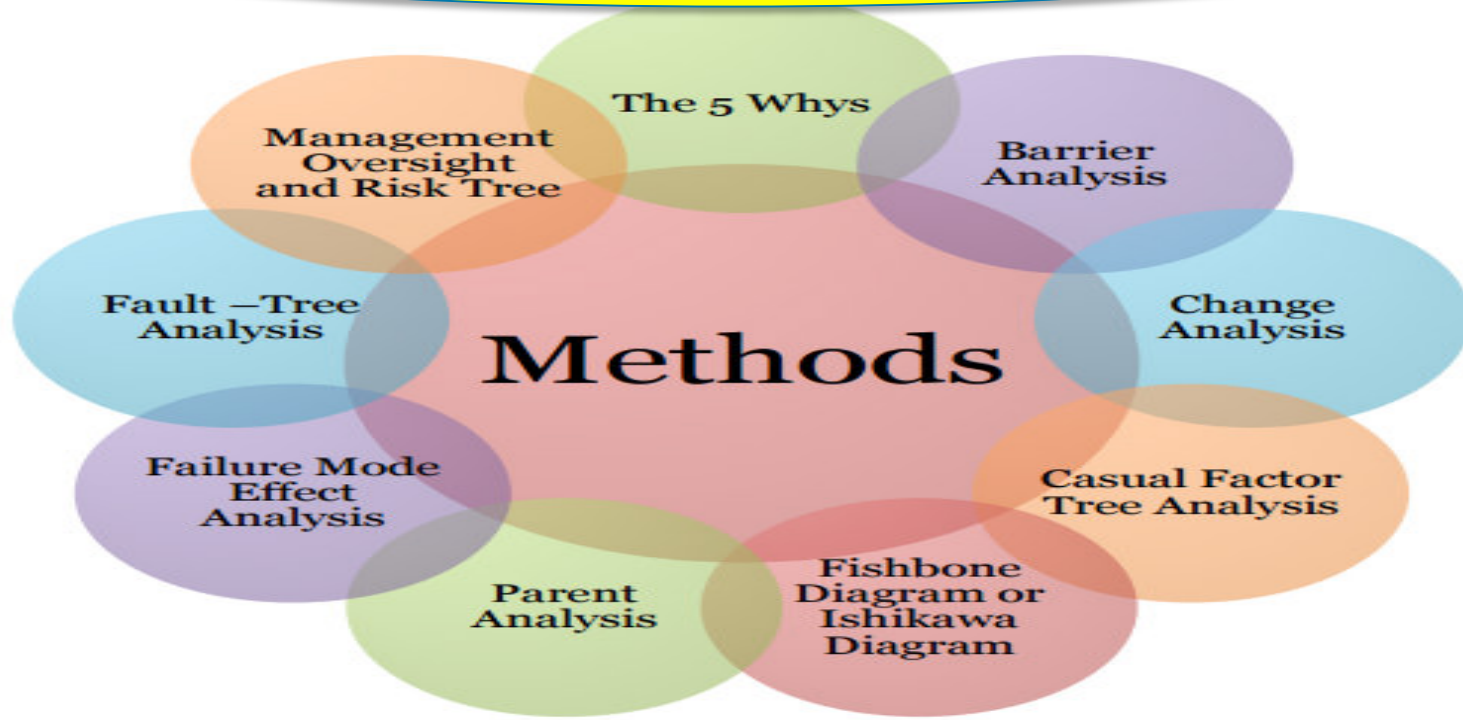 The 5 Whys
Barrier
Analysis
Change
Analysis
Casual Factor
Tree Analysis
Fishbone
Diagram or
Ishikawa
Diagram
Parent
Analysis
Failure Mode
Effect
Analysis
Fault –Tree
Analysis
Management
Oversight
and Risk Tree
Methods